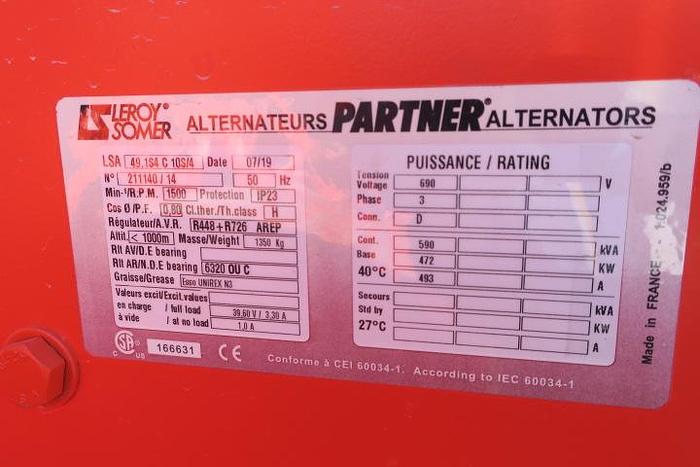 LEROY® SOMER ALTERNATEURS PARTNER® ALTERNATORS
LSA 49.1S4 C 10S/4 Date 07/19
N° 211140/14 50 Hz
Min-¹/R.P.M. 1500 Protection IP23
Cos Ø/P.F. 0,80 Cl.ther./Th.class H
Régulateur/A.V.R. R448+R726 AREP
Altit. < 1000m Masse/Weight 1350 Kg
Rlt AV/D.E bearing
Rlt AR/N.D.E bearing 6320 OU C
Graisse/Grease Esso UNIREX N3
Valeurs excit/Excit.values
en charge / full load 39,60 V / 3,30 A
à vide / at no load 1,0 A
SA C US 166631 CE
PUISSANCE / RATING
Tension
Voltage 690 V
Phase 3
Conn. D
Cont. 590 kVA
Base 472 KW
40°C 493 A
Secours kVA
Std by KW
27°C A
Conforme à CEI 60034-1. According to IEC 60034-1
Made in FRANCE - 1 024.959/b